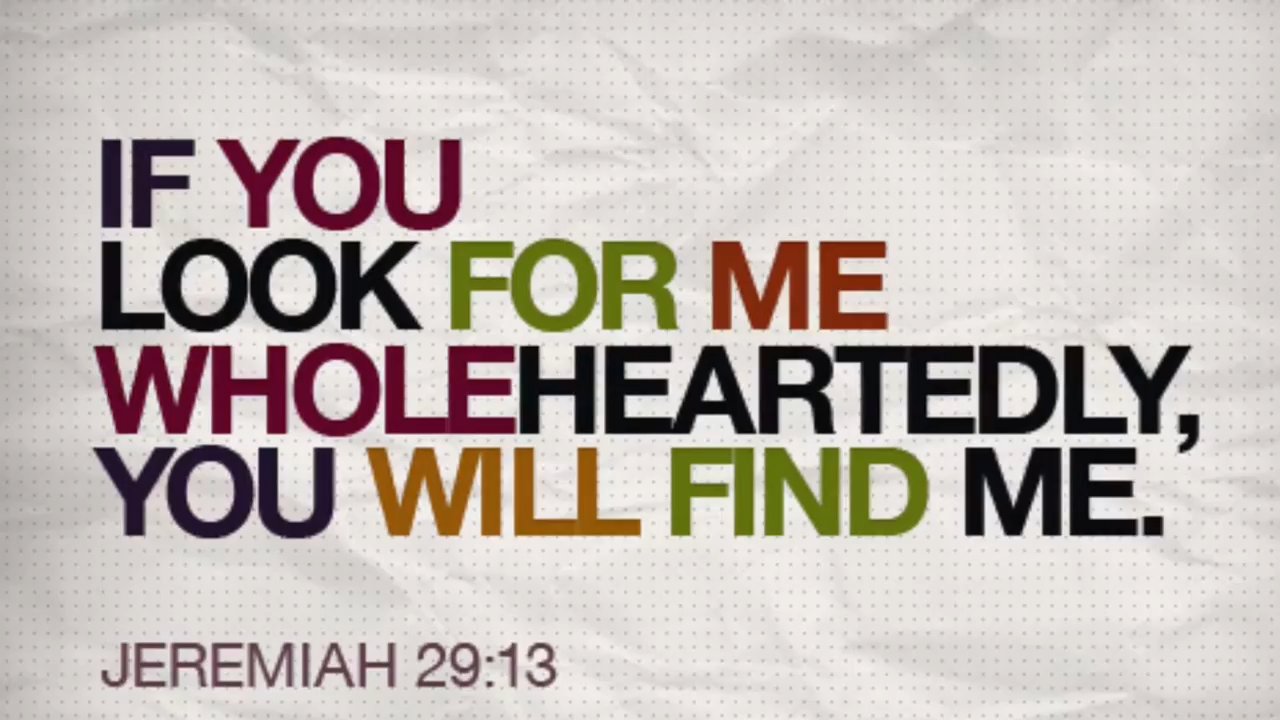 IF YOU
LOOK FOR ME
WHOLEHEARTEDLY,
YOU WILL FIND ME.
JEREMIAH 29:13